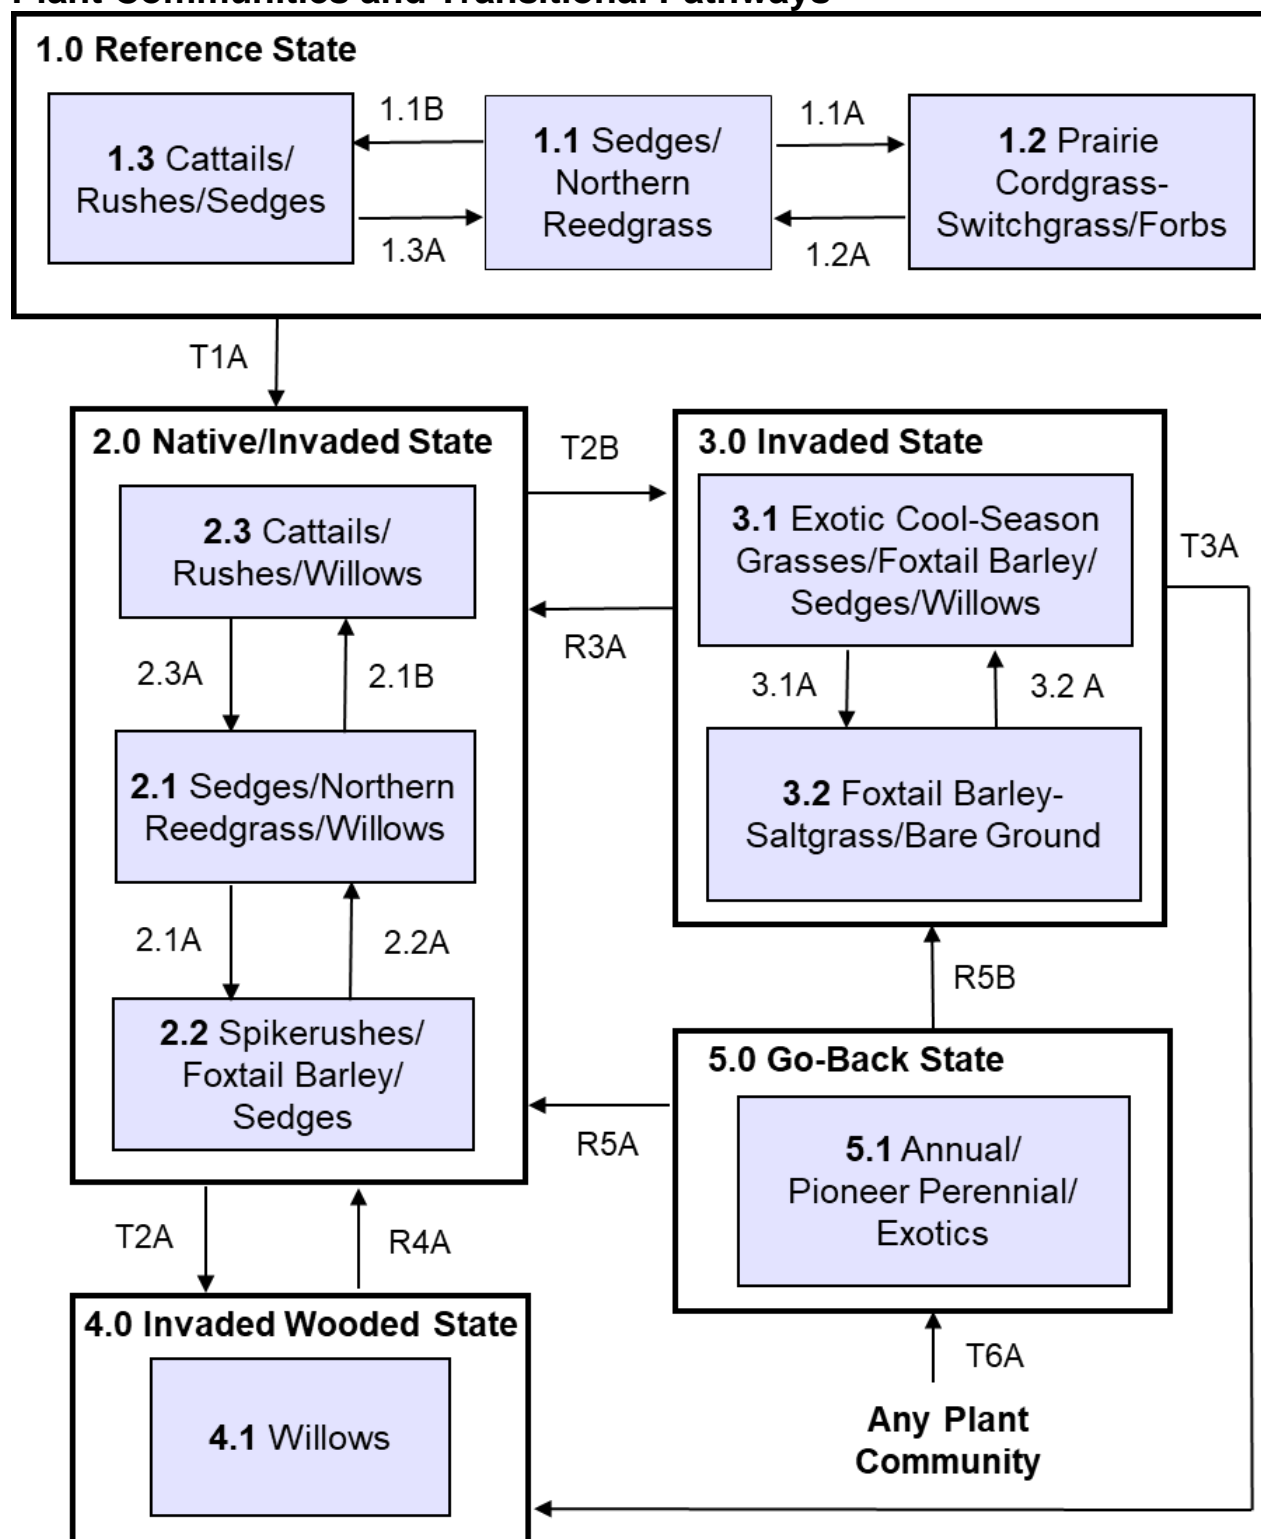 Plant Communities and Transitional Pathways
1.0 Reference State
1.3 Cattails/
Rushes/Sedges
1.1B
1.3A
1.1 Sedges/
Northern
Reedgrass
1.1A
1.2A
1.2 Prairie
Cordgrass-
Switchgrass/Forbs
T1A
2.0 Native/Invaded State
2.3 Cattails/
Rushes/Willows
2.3A
2.1B
2.1 Sedges/Northern
Reedgrass/Willows
2.1A
2.2A
2.2 Spikerushes/
Foxtail Barley/
Sedges
T2B
R3A
3.0 Invaded State
3.1 Exotic Cool-Season
Grasses/Foxtail Barley/
Sedges/Willows
3.1A
3.2 A
3.2 Foxtail Barley-
Saltgrass/Bare Ground
T3A
R5B
R5A
5.0 Go-Back State
5.1 Annual/
Pioneer Perennial/
Exotics
T2A
R4A
4.0 Invaded Wooded State
4.1 Willows
T6A
Any Plant
Community